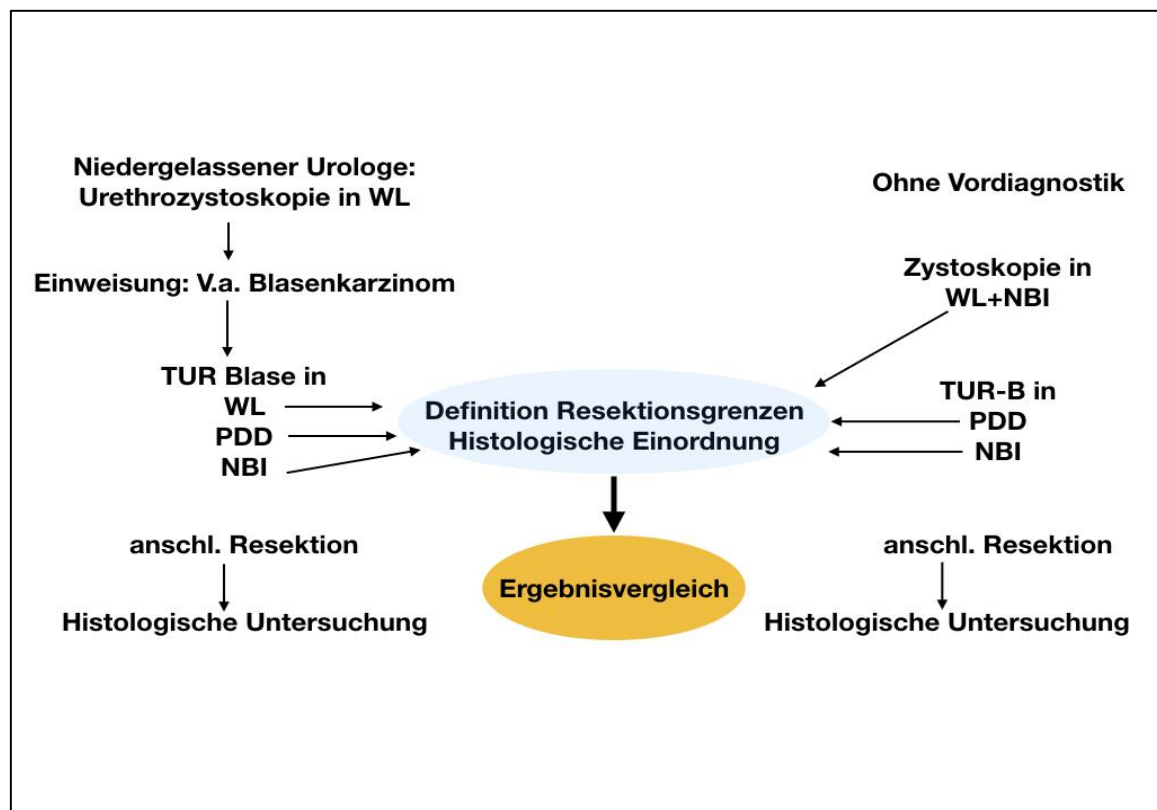 Niedergelassener Urologe:
Urethrozystoskopie in WL
Einweisung: V.a. Blasenkarzinom
TUR Blase in
WL
PDD
NBI
anschl. Resektion
Histologische Untersuchung
Definition Resektionsgrenzen
Histologische Einordnung
Ergebnisvergleich
Ohne Vordiagnostik
Zystoskopie in
WL+NBI
TUR-B in
PDD
NBI
anschl. Resektion
Histologische Untersuchung